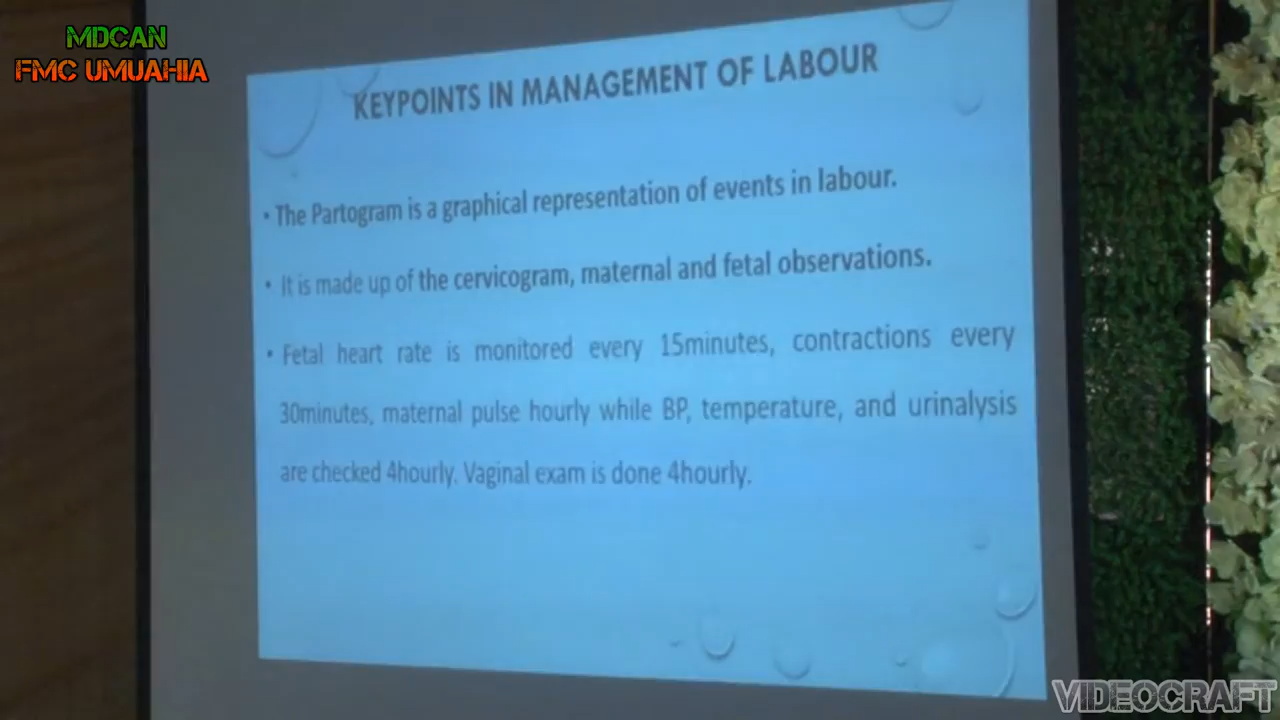 MDCAN
FMC UMUAHIA
KEYPOINTS IN MANAGEMENT OF LABOUR
• The Partogram is a graphical representation of events in labour.
• It is made up of the cervicogram, maternal and fetal observations.
• Fetal heart rate is monitored every 15minutes, contractions every
30minutes, maternal pulse hourly while BP, temperature, and urinalysis
are checked 4hourly. Vaginal exam is done 4hourly.
VIDEOCRAFT